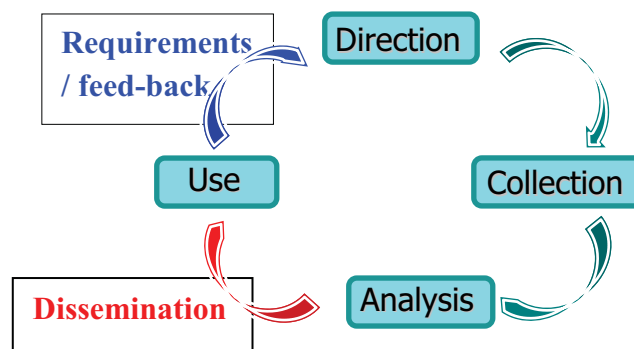 Requirements
/ feed-back
Direction
Use
Collection
Dissemination
Analysis